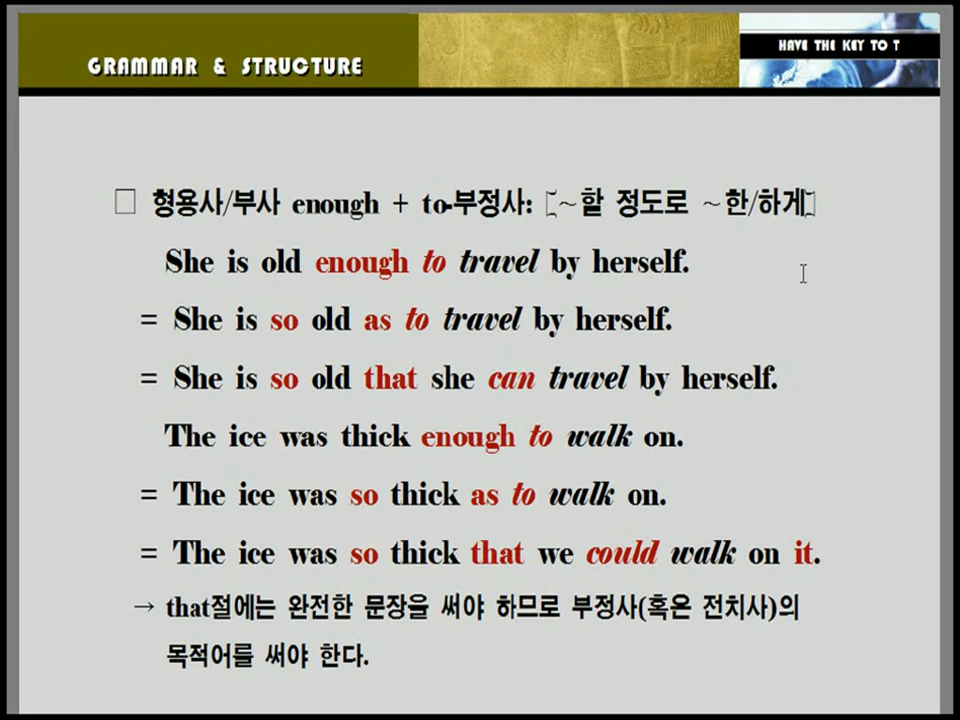 GRAMMAR & STRUCTURE
HAVE THE KEY TO T
□ 형용사/부사 enough + to-부정사: [~할 정도로 ~한/하게]
She is old enough to travel by herself.
= She is so old as to travel by herself.
= She is so old that she can travel by herself.
The ice was thick enough to walk on.
= The ice was so thick as to walk on.
= The ice was so thick that we could walk on it.
→ that절에는 완전한 문장을 써야 하므로 부정사(혹은 전치사)의
목적어를 써야 한다.